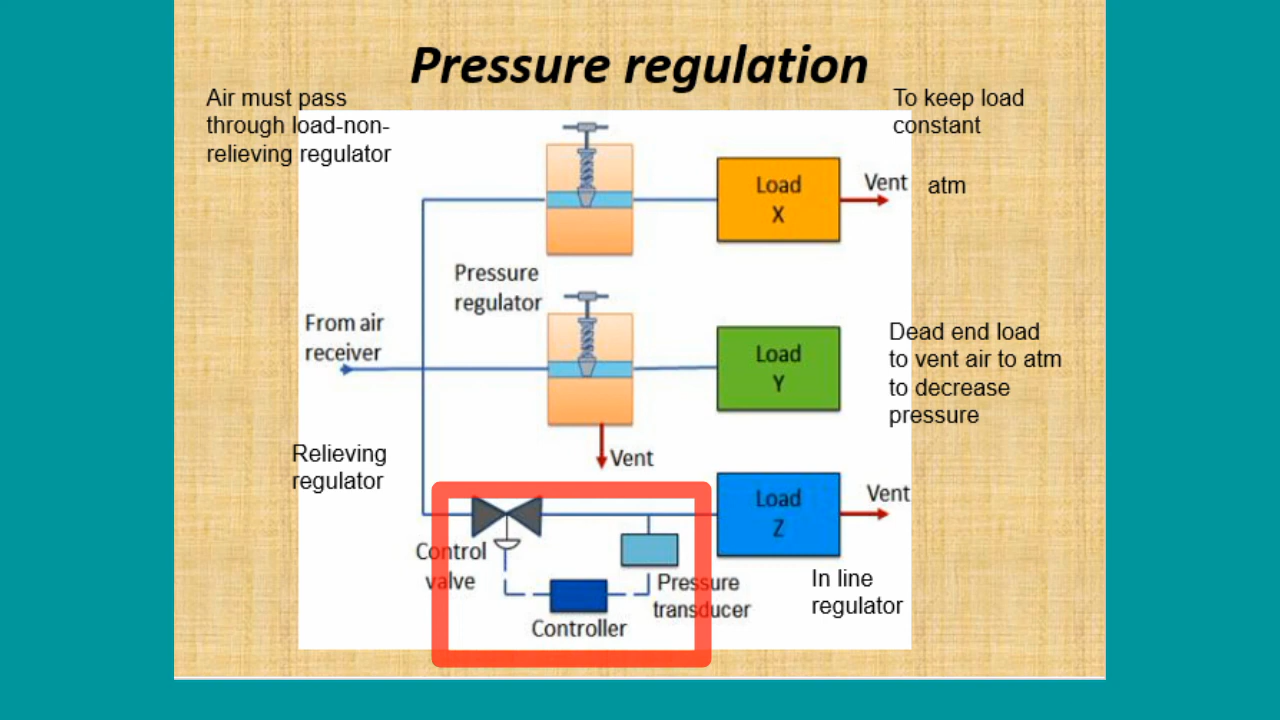 Pressure regulation
Air must pass
through load-non-
relieving regulator
To keep load
constant
Load
X
Vent
atm
Pressure
regulator
From air
receiver
Load
Y
Dead end load
to vent air to atm
to decrease
pressure
Vent
Relieving
regulator
Load
Z
Vent
Control
valve
Pressure
transducer
Controller
In line
regulator